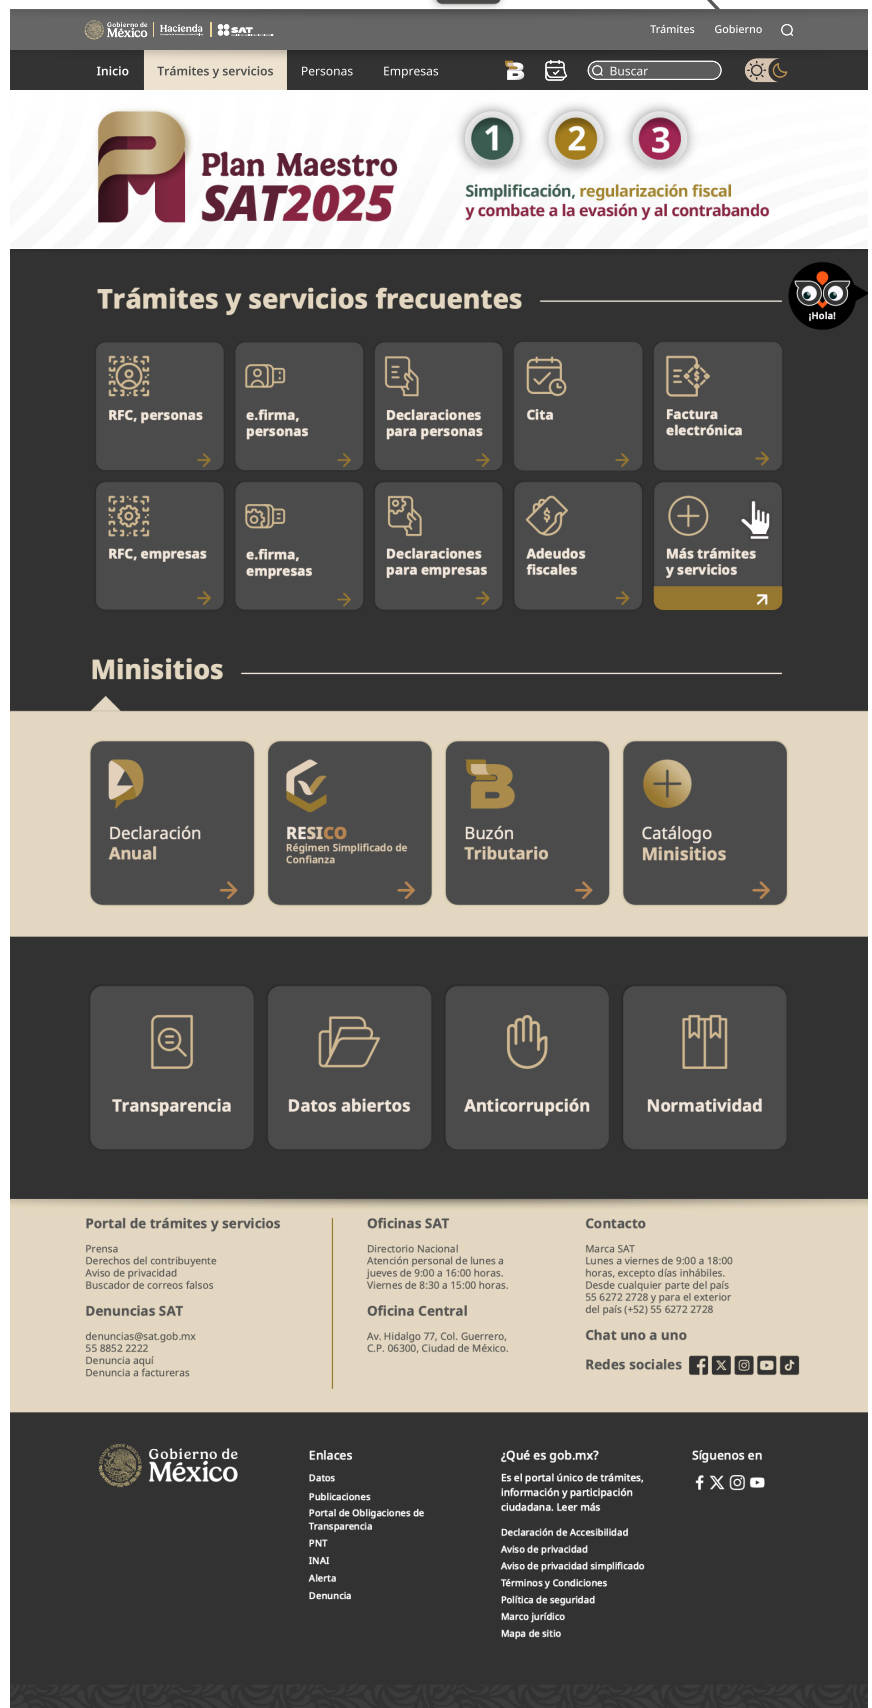 Gobierno de
México
Hacienda
SAT
Trámites
Gobierno
Inicio
Trámites y servicios
Personas
Empresas
Buscar
Plan Maestro
SAT2025
1
2
3
Simplificación, regularización fiscal
y combate a la evasión y al contrabando
¡Hola!
Trámites y servicios frecuentes
RFC, personas
e.firma,
personas
Declaraciones
para personas
Cita
Factura
electrónica
RFC, empresas
e.firma,
empresas
Declaraciones
para empresas
Adeudos
fiscales
Más trámites
y servicios
Minisitios
Declaración
Anual
RESICO
Régimen Simplificado de
Confianza
Buzón
Tributario
Catálogo
Minisitios
Transparencia
Datos abiertos
Anticorrupción
Normatividad
Portal de trámites y servicios
Prensa
Derechos del contribuyente
Aviso de privacidad
Buscador de correos falsos
Denuncias SAT
denuncias@sat.gob.mx
55 8852 2222
Denuncia aquí
Denuncia a factureras
Oficinas SAT
Directorio Nacional
Atención personal de lunes a
jueves de 9:00 a 16:00 horas.
Viernes de 8:30 a 15:00 horas.
Oficina Central
Av. Hidalgo 77, Col. Guerrero,
C.P. 06300, Ciudad de México.
Contacto
Marca SAT
Lunes a viernes de 9:00 a 18:00
horas, excepto días inhábiles.
Desde cualquier parte del país
55 6272 2728 y para el exterior
del país (+52) 55 6272 2728
Chat uno a uno
Redes sociales
Gobierno de
México
Enlaces
Datos
Publicaciones
Portal de Obligaciones de
Transparencia
PNT
INAI
Alerta
Denuncia
¿Qué es gob.mx?
Es el portal único de trámites,
información y participación
ciudadana. Leer más
Declaración de Accesibilidad
Aviso de privacidad
Aviso de privacidad simplificado
Términos y Condiciones
Política de seguridad
Marco jurídico
Mapa de sitio
Síguenos en